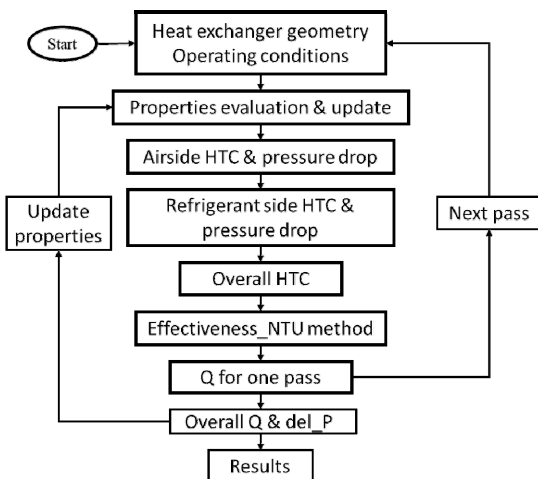 Start
Heat exchanger geometry
Operating conditions
Properties evaluation & update
Airside HTC & pressure drop
Refrigerant side HTC &
pressure drop
Update
properties
Next pass
Overall HTC
Effectiveness_NTU method
Q for one pass
Overall Q & del_P
Results